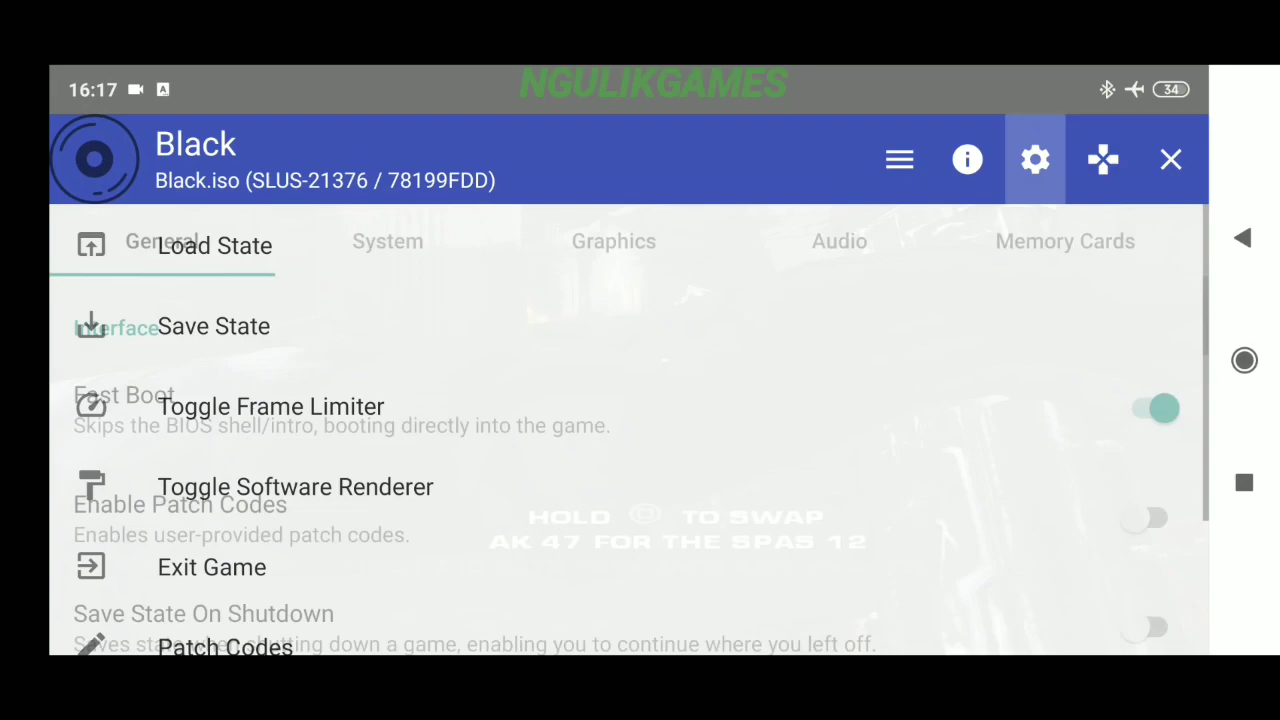 NGULIKGAMES
16:17
A
34
Black
Black.iso (SLUS-21376 / 78199FDD)
General
System
Graphics
Audio
Memory Cards
Load State
Interface
Save State
Fast Boot
Toggle Frame Limiter
Skips the BIOS shell/intro, booting directly into the game.
Toggle Software Renderer
Enable Patch Codes
Enables user-provided patch codes.
HOLD TO SWAP
AK 47 FOR THE SPAS 12
Exit Game
Save State On Shutdown
Saves state when shutting down a game, enabling you to continue where you left off.
Patch Codes